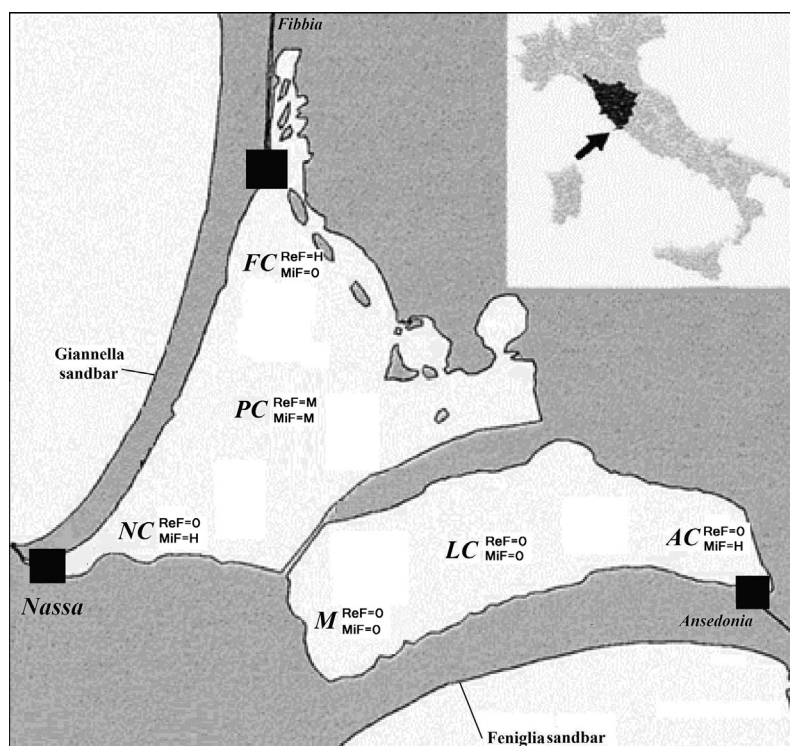 Fibbia
FC ReF=H
MiF=0
Giannella
sandbar
PC ReF=M
MiF=M
NC ReF=0
MiF=H
LC ReF=0
MiF=0
AC ReF=0
MiF=H
Nassa
M ReF=0
MiF=0
Ansedonia
Feniglia sandbar